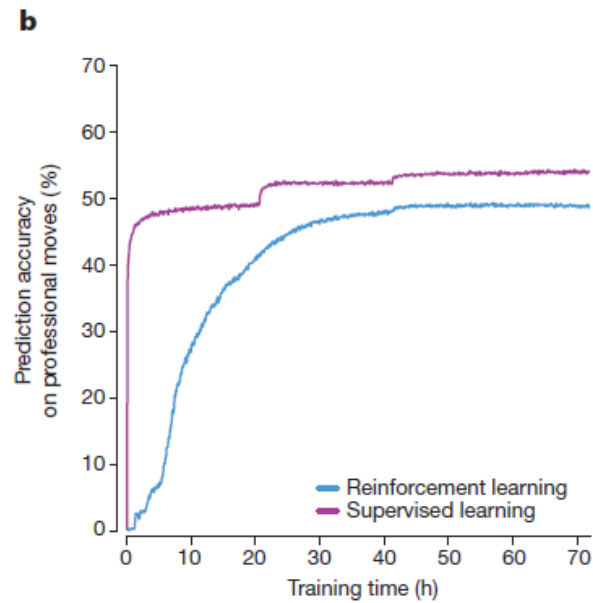 b
Prediction accuracy
on professional moves (%)
70
60
50
40
30
20
10
0
Reinforcement learning
Supervised learning
0 10 20 30 40 50 60 70
Training time (h)